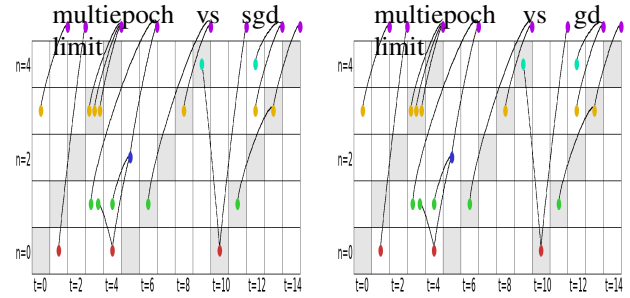 multiepoch vs sgd
limit
n=4
n=2
n=0
t=0 t=2 t=4 t=6 t=8 t=10 t=12 t=14
multiepoch vs gd
limit
n=4
n=2
n=0
t=0 t=2 t=4 t=6 t=8 t=10 t=12 t=14